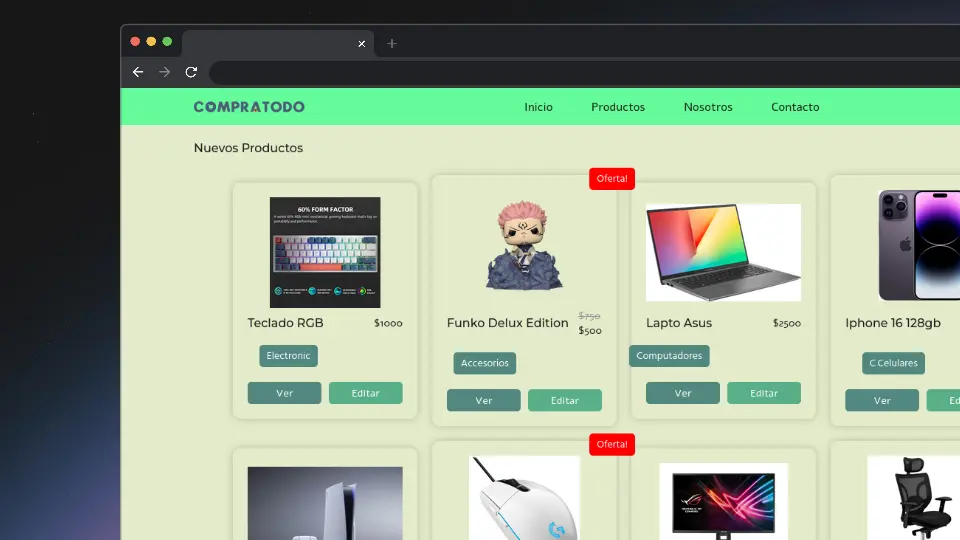 COMPRATODO
Inicio
Productos
Nosotros
Contacto
Nuevos Productos
60% FORM FACTOR
Teclado RGB
$1000
Electronic
Ver
Editar
Oferta!
Funko Delux Edition
$750
$500
Accesorios
Ver
Editar
Lapto Asus
$2500
Computadores
Ver
Editar
Iphone 16 128gb
C.Celulares
Ver
Ed
Oferta!